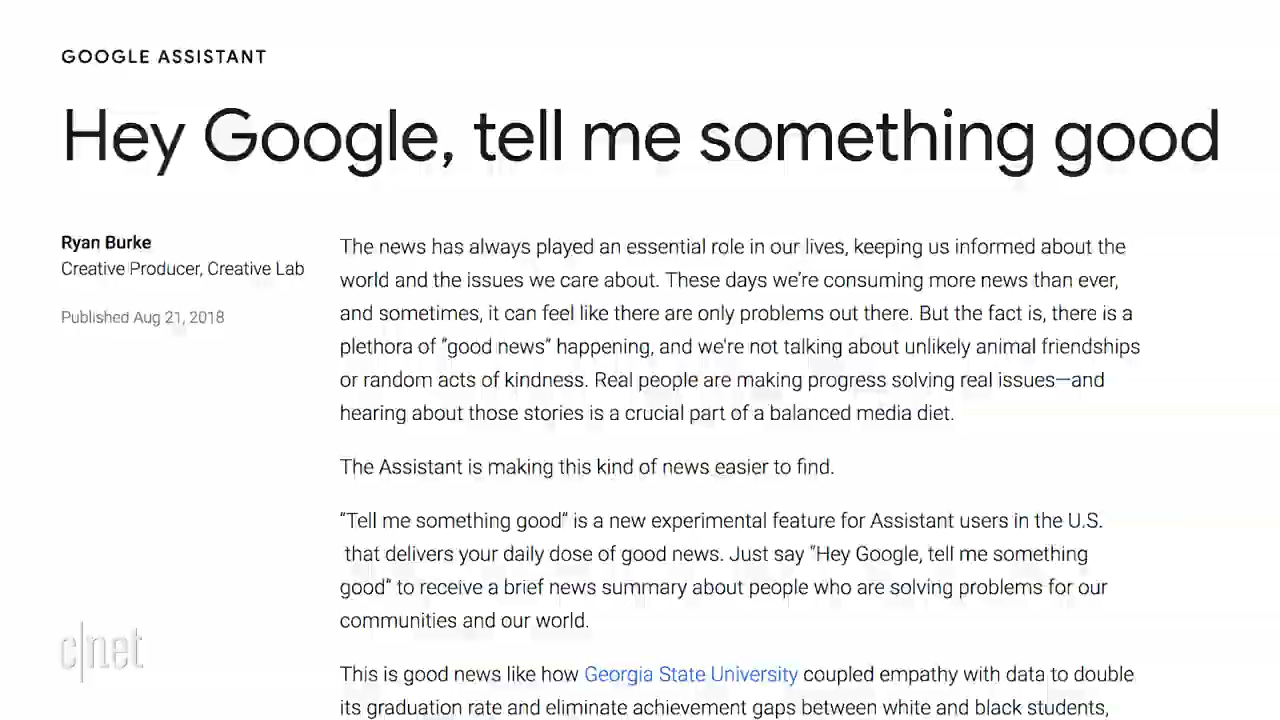 GOOGLE ASSISTANT
Hey Google, tell me something good
Ryan Burke
Creative Producer, Creative Lab
Published Aug 21, 2018
The news has always played an essential role in our lives, keeping us informed about the
world and the issues we care about. These days we're consuming more news than ever,
and sometimes, it can feel like there are only problems out there. But the fact is, there is a
plethora of "good news" happening, and we're not talking about unlikely animal friendships
or random acts of kindness. Real people are making progress solving real issues—and
hearing about those stories is a crucial part of a balanced media diet.
The Assistant is making this kind of news easier to find.
"Tell me something good" is a new experimental feature for Assistant users in the U.S.
that delivers your daily dose of good news. Just say "Hey Google, tell me something
good" to receive a brief news summary about people who are solving problems for our
communities and our world.
This is good news like how Georgia State University coupled empathy with data to double
its graduation rate and eliminate achievement gaps between white and black students,
c|net